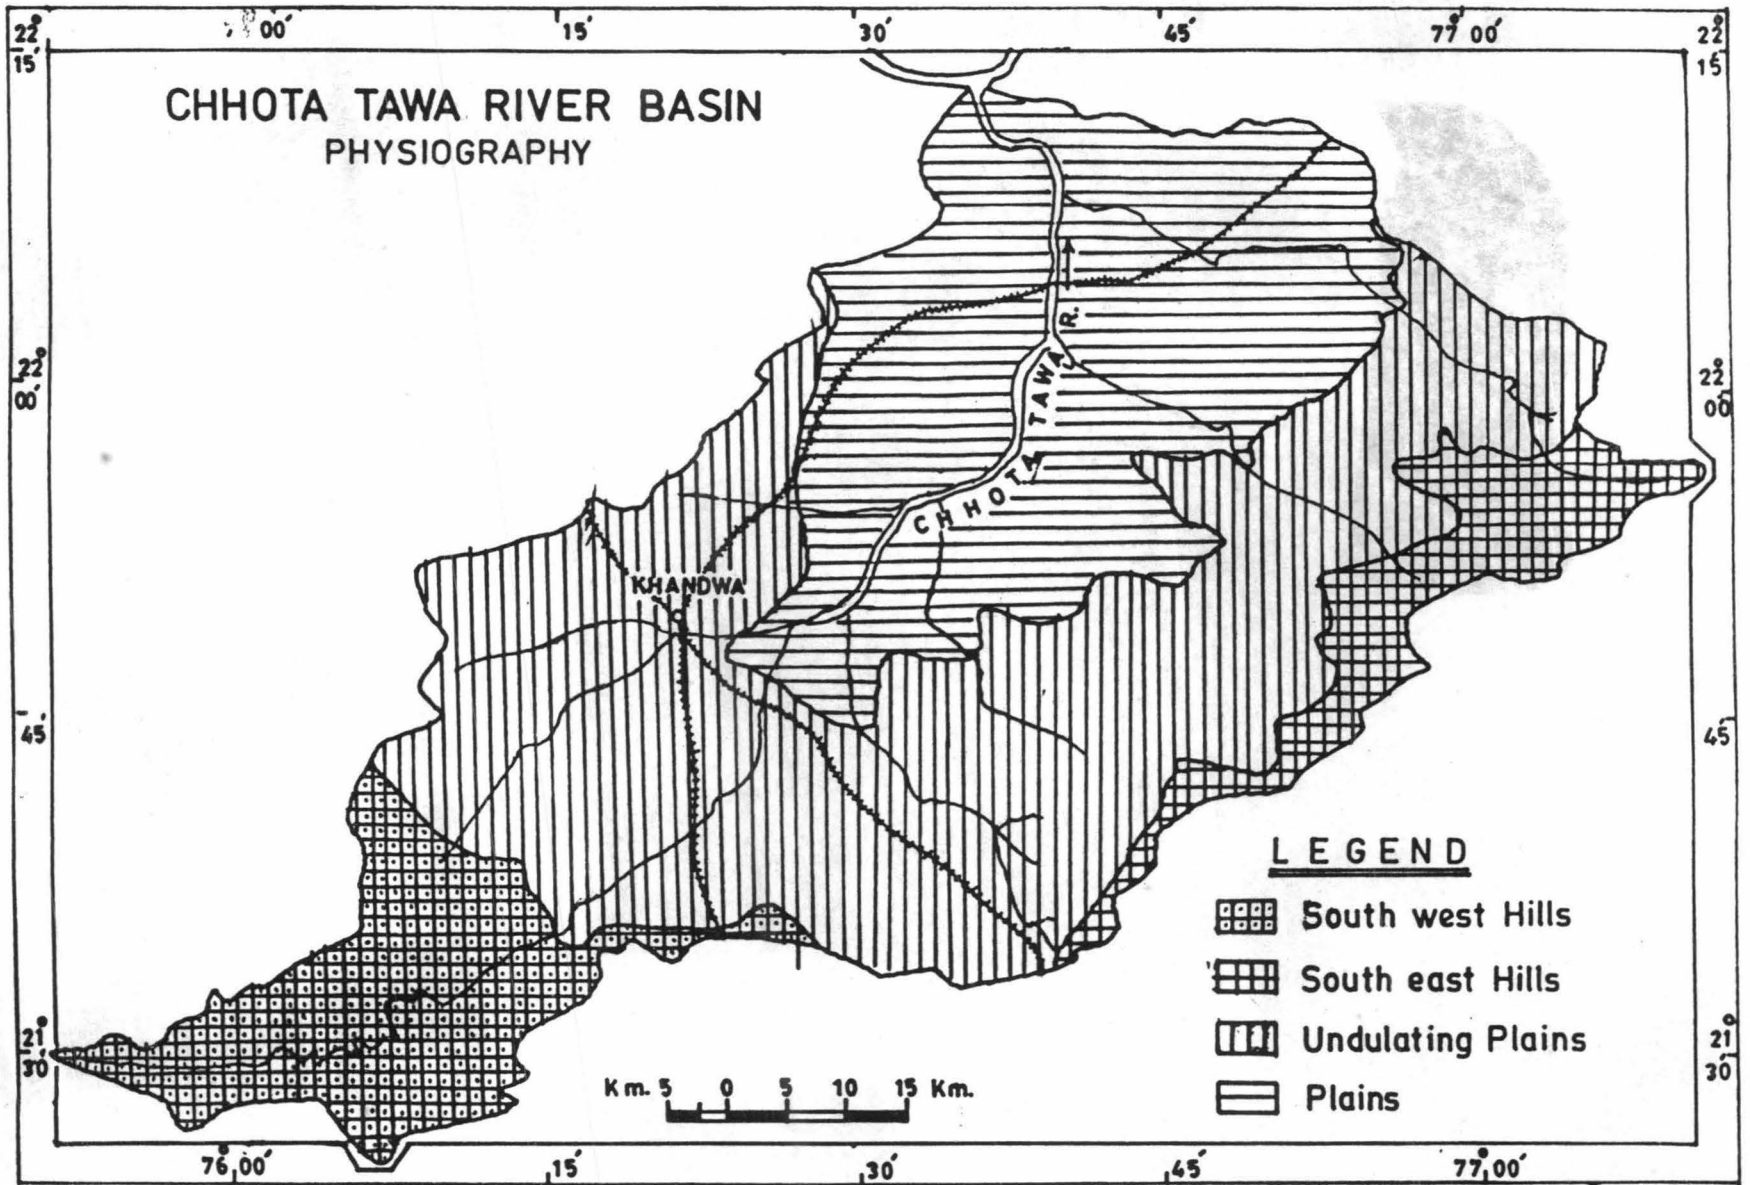 00′ 15′ 30′ 45′ 77°00′
22° 15′
22° 15′
CHHOTA TAWA RIVER BASIN
PHYSIOGRAPHY
22° 00′
22° 00′
CHHOTA TAWA R.
KHANDWA
45′
45′
LEGEND
South west Hills
South east Hills
Undulating Plains
Plains
21° 30′
21° 30′
Km. 5 0 5 10 15 Km.
76°00′ 15′ 30′ 45′ 77°00′